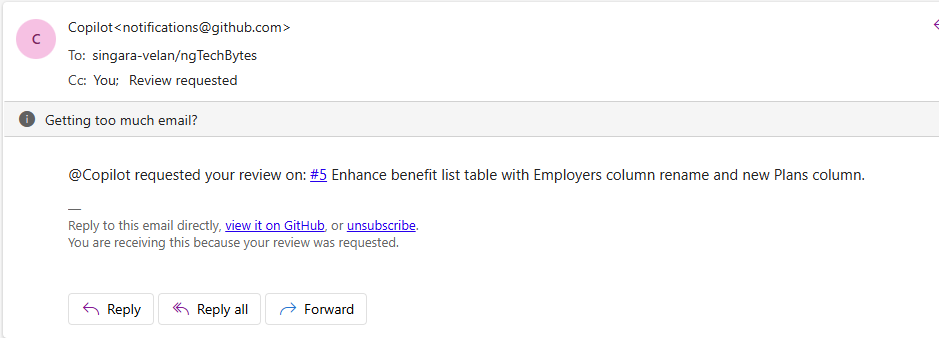 C
Copilot<notifications@github.com>
To: singara-velan/ngTechBytes
Cc: You; Review requested
Getting too much email?
@Copilot requested your review on: #5 Enhance benefit list table with Employers column rename and new Plans column.
—
Reply to this email directly, view it on GitHub, or unsubscribe.
You are receiving this because your review was requested.
Reply Reply all Forward